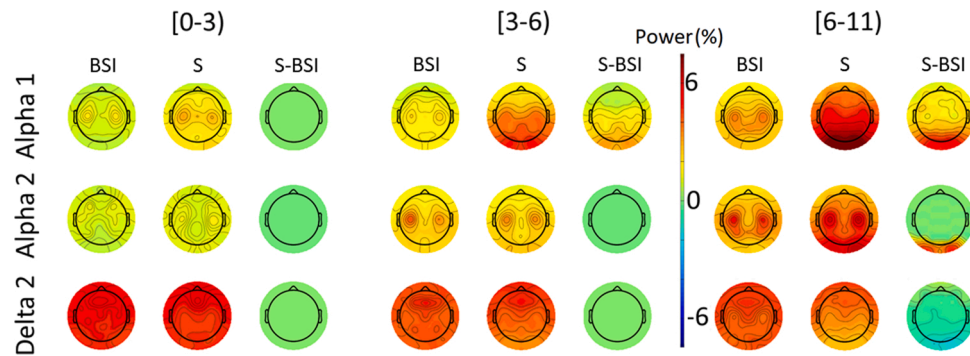 [0-3) [3-6) [6-11)
Power (%)
BSI S S-BSI BSI S S-BSI BSI S S-BSI
6
0
-6
Alpha 1
Alpha 2
Delta 2